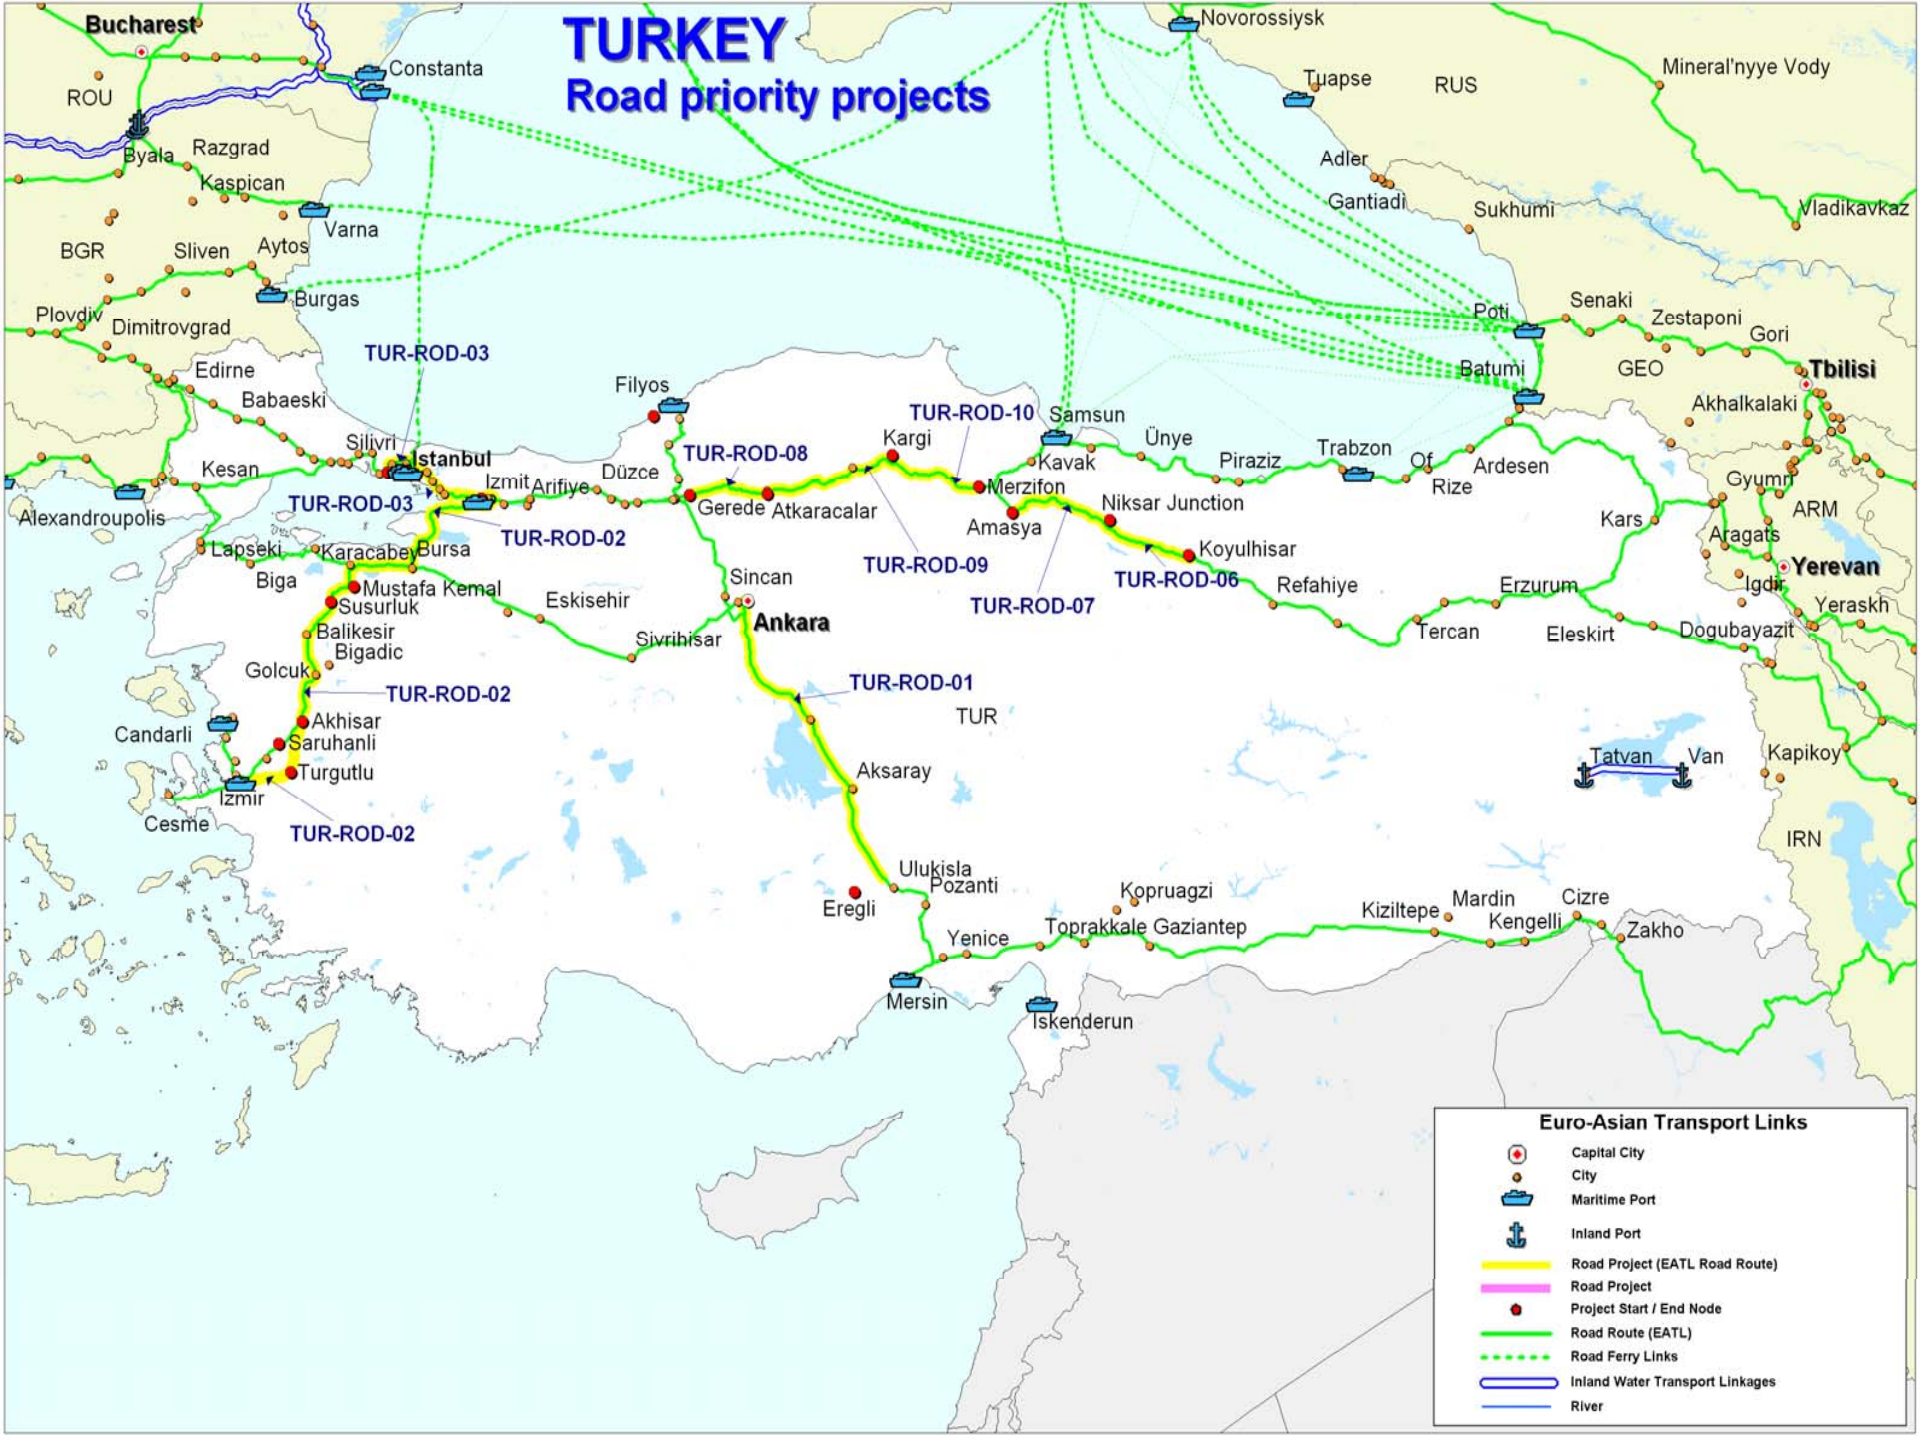 TURKEY
Road priority projects
Bucharest
Constanta
ROU
Byala
Razgrad
Kaspican
Varna
BGR
Sliven
Aytos
Burgas
Plovdiv
Dimitrovgrad
Edirne
Babaeski
Silivri
Istanbul
Kesan
Alexandroupolis
Izmit
Arifiye
Düzce
Filyos
TUR-ROD-03
TUR-ROD-03
TUR-ROD-02
TUR-ROD-08
TUR-ROD-10
Kargi
Gerede
Atkaracalar
TUR-ROD-09
Merzifon
Amasya
TUR-ROD-07
Niksar Junction
Koyulhisar
TUR-ROD-06
Samsun
Kavak
Ünye
Piraziz
Trabzon
Of
Rize
Ardesen
Novorossiysk
Tuapse
RUS
Mineral'nyye Vody
Adler
Gantiadi
Sukhumi
Vladikavkaz
Poti
Senaki
Zestaponi
Gori
Batumi
GEO
Tbilisi
Akhalkalaki
Gyumri
ARM
Kars
Aragats
Yerevan
Igdir
Yeraskh
Refahiye
Erzurum
Tercan
Eleskirt
Dogubayazit
Lapseki
Biga
Karacabey
Bursa
Mustafa Kemal
Susurluk
Balikesir
Bigadic
Golcuk
TUR-ROD-02
Eskisehir
Sivrihisar
Sincan
Ankara
TUR-ROD-01
TUR
Akhisar
Saruhanli
Turgutlu
Candarli
Izmir
Cesme
TUR-ROD-02
Aksaray
Ulukisla
Pozanti
Eregli
Yenice
Mersin
Iskenderun
Toprakkale
Gaziantep
Kopruagzi
Kiziltepe
Mardin
Kengelli
Cizre
Zakho
Tatvan
Van
Kapikoy
IRN
Euro-Asian Transport Links
Capital City
City
Maritime Port
Inland Port
Road Project (EATL Road Route)
Road Project
Project Start / End Node
Road Route (EATL)
Road Ferry Links
Inland Water Transport Linkages
River